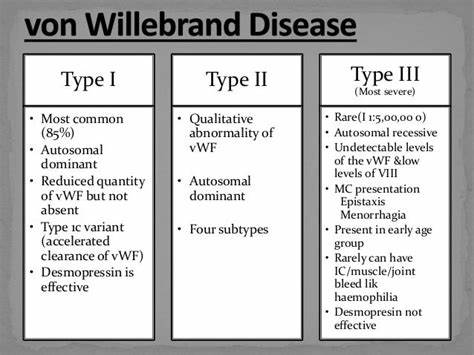 von Willebrand Disease
Type I
• Most common
(85%)
• Autosomal
dominant
• Reduced quantity
of vWF but not
absent
• Type 1c variant
(accelerated
clearance of vWF)
• Desmopressin is
effective
Type II
• Qualitative
abnormality of
vWF
• Autosomal
dominant
• Four subtypes
Type III
(Most severe)
• Rare(I 1:5,00,00 0)
• Autosomal recessive
• Undetectable levels
of the vWF &low
levels of VIII
• MC presentation
Epistaxis
Menorrhagia
• Present in early age
group
• Rarely can have
IC/muscle/joint
bleed lik
haemophilia
• Desmopresin not
effective